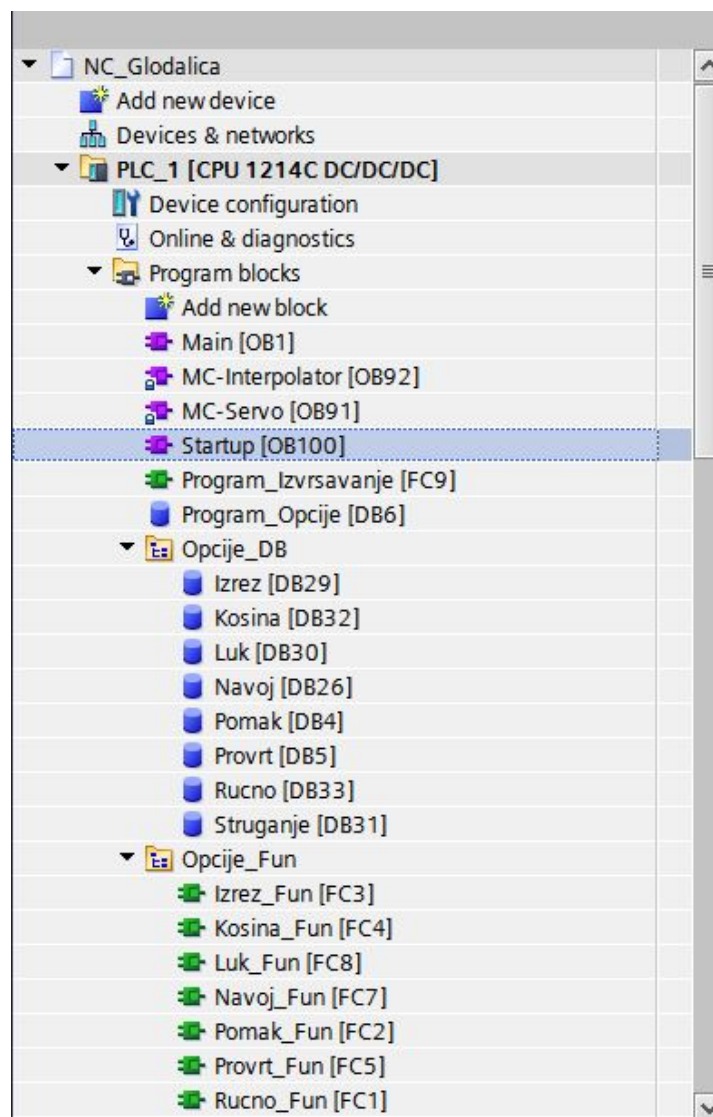 NC_Glodalica
Add new device
Devices & networks
PLC_1 [CPU 1214C DC/DC/DC]
Device configuration
Online & diagnostics
Program blocks
Add new block
Main [OB1]
MC-Interpolator [OB92]
MC-Servo [OB91]
Startup [OB100]
Program_Izvrsavanje [FC9]
Program_Opcije [DB6]
Opcije_DB
Izrez [DB29]
Kosina [DB32]
Luk [DB30]
Navoj [DB26]
Pomak [DB4]
Provrt [DB5]
Rucno [DB33]
Struganje [DB31]
Opcije_Fun
Izrez_Fun [FC3]
Kosina_Fun [FC4]
Luk_Fun [FC8]
Navoj_Fun [FC7]
Pomak_Fun [FC2]
Provrt_Fun [FC5]
Rucno_Fun [FC1]